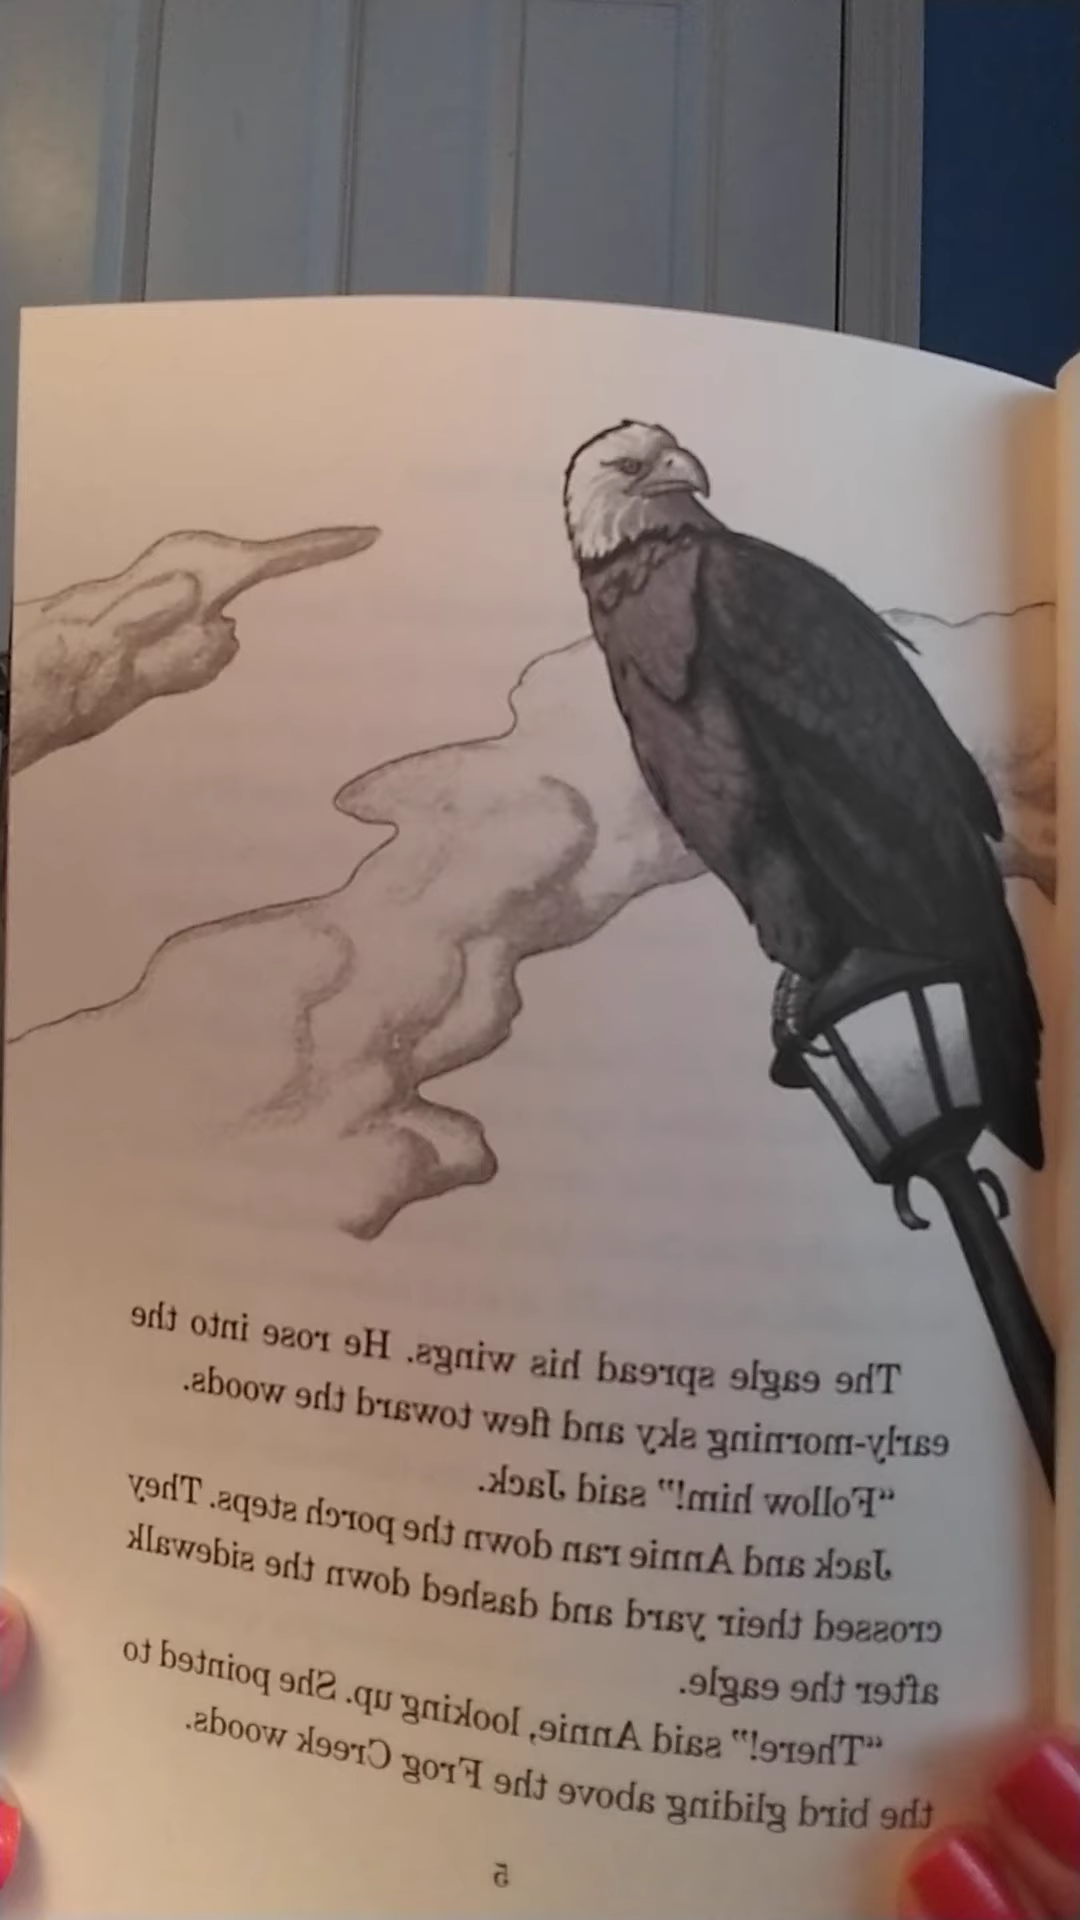 The eagle spread his wings. He rose into the
early-morning sky and flew toward the woods.
“Follow him!” said Jack.
Jack and Annie ran down the porch steps. They
crossed their yard and dashed down the sidewalk
after the eagle.
“There!” said Annie, looking up. She pointed to
the bird gliding above the Frog Creek woods.
5